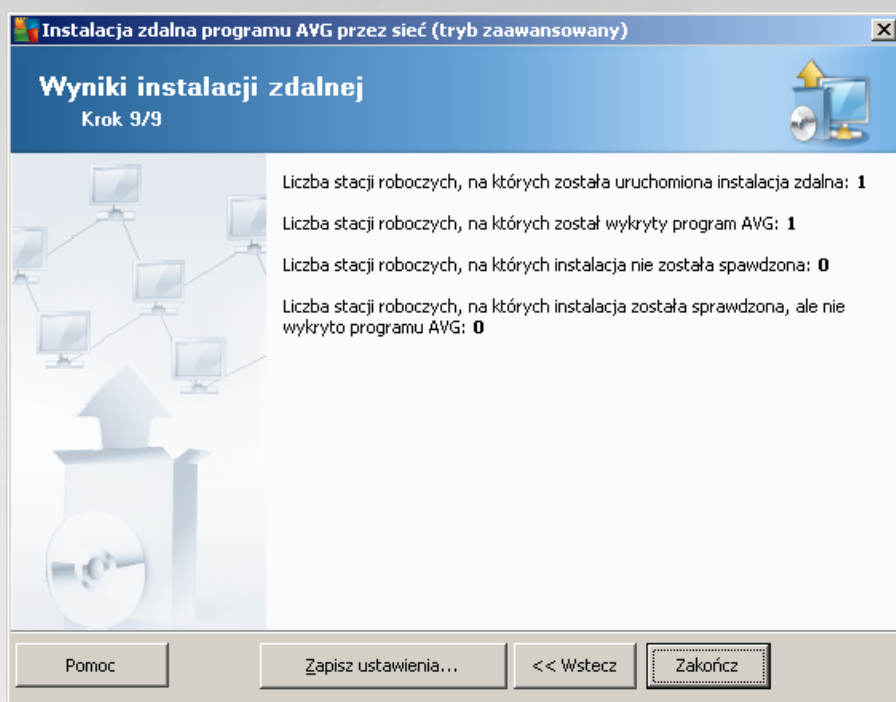 Instalacja zdalna programu AVG przez sieć (tryb zaawansowany)
Wyniki instalacji zdalnej
Krok 9/9
Liczba stacji roboczych, na których została uruchomiona instalacja zdalna: 1
Liczba stacji roboczych, na których został wykryty program AVG: 1
Liczba stacji roboczych, na których instalacja nie została spawdzona: 0
Liczba stacji roboczych, na których instalacja została sprawdzona, ale nie
wykryto programu AVG: 0
Pomoc
Zapisz ustawienia...
<< Wstecz
Zakończ